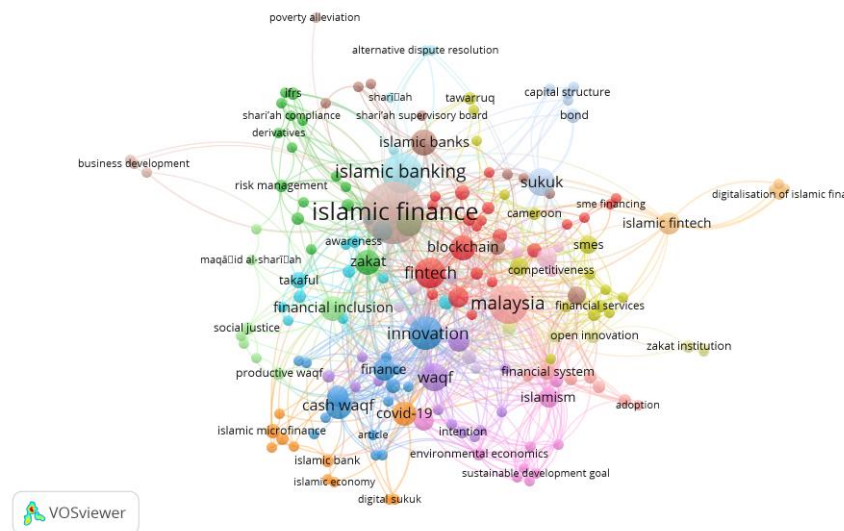 poverty alleviation
alternative dispute resolution
ifrs
shari▯ah
tawarruq
capital structure
shari'ah compliance
shari'ah supervisory board
bond
derivatives
islamic banks
business development
islamic banking
risk management
sukuk
digitalisation of islamic fina
sme financing
islamic finance
cameroon
islamic fintech
awareness
blockchain
smes
maqā▯id al-sharī▯ah
zakat
fintech
competitiveness
takaful
financial inclusion
malaysia
financial services
social justice
innovation
open innovation
zakat institution
productive waqf
finance
waqf
financial system
cash waqf
covid-19
islamism
adoption
islamic microfinance
article
intention
islamic bank
environmental economics
islamic economy
sustainable development goal
digital sukuk
VOSviewer